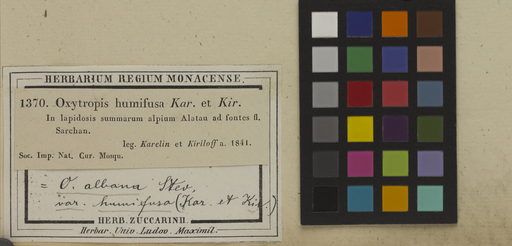 HERBARIUM REGIUM MONACENSE.
1370. Oxytropis humifusa Kar. et Kir.
In lapidosis summarum alpium Alatau ad fontes fl.
Sarchan.
leg. Karelin et Kiriloff a. 1841.
Soc. Imp. Nat. Cur. Mosqu.
= O. albana Stev.
var. humifusa (Kar. et Kir.)
HERB. ZUCCARINII.
Herbar. Univ. Ludov. Maximil.